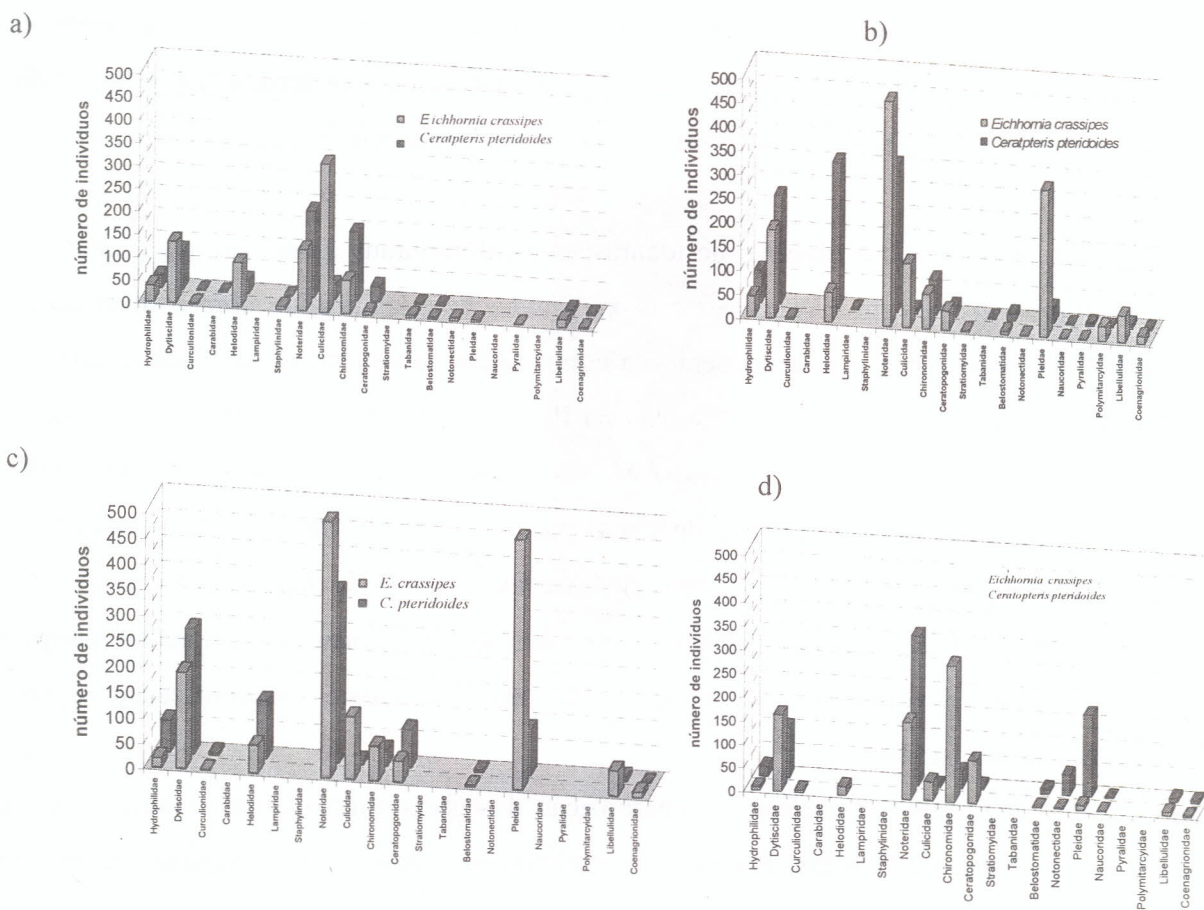 a)
500
450
400
350
300
250
200
150
100
50
0
número de individuos
Eichhornia crassipes
Ceratpteris pteridoides
Hydrophilidae
Dytiscidae
Curculionidae
Carabidae
Helodidae
Lampiridae
Staphylinidae
Noteridae
Culicidae
Chironomidae
Ceratopogonidae
Stratiomyidae
Tabanidae
Belostomatidae
Notonectidae
Pleidae
Naucoridae
Pyralidae
Polymitarcyidae
Libellulidae
Coenagrionidae
b)
500
450
400
350
300
250
200
150
100
50
0
número de individuos
Eichhornia crassipes
Ceratpteris pteridoides
Hydrophilidae
Dytiscidae
Curculionidae
Carabidae
Helodidae
Lampiridae
Staphylinidae
Noteridae
Culicidae
Chironomidae
Ceratopogonidae
Stratiomyidae
Tabanidae
Belostomatidae
Notonectidae
Pleidae
Naucoridae
Pyralidae
Polymitarcyidae
Libellulidae
Coenagrionidae
c)
500
450
400
350
300
250
200
150
100
50
0
número de individuos
E. crassipes
C. pteridoides
Hydrophilidae
Dytiscidae
Curculionidae
Carabidae
Helodidae
Lampiridae
Staphylinidae
Noteridae
Culicidae
Chironomidae
Ceratopogonidae
Stratiomyidae
Tabanidae
Belostomatidae
Notonectidae
Pleidae
Naucoridae
Pyralidae
Polymitarcyidae
Libellulidae
Coenagrionidae
d)
500
450
400
350
300
250
200
150
100
50
0
número de individuos
Eichhornia crassipes
Ceratopteris pteridoides
Hydrophilidae
Dytiscidae
Curculionidae
Carabidae
Helodidae
Lampiridae
Staphylinidae
Noteridae
Culicidae
Chironomidae
Ceratopogonidae
Stratiomyidae
Tabanidae
Belostomatidae
Notonectidae
Pleidae
Naucoridae
Pyralidae
Polymitarcyidae
Libellulidae
Coenagrionidae